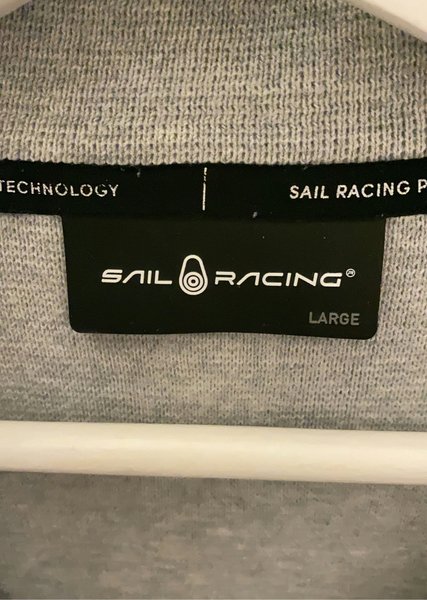 TECHNOLOGY | SAIL RACING P
SAIL RACING®
LARGE